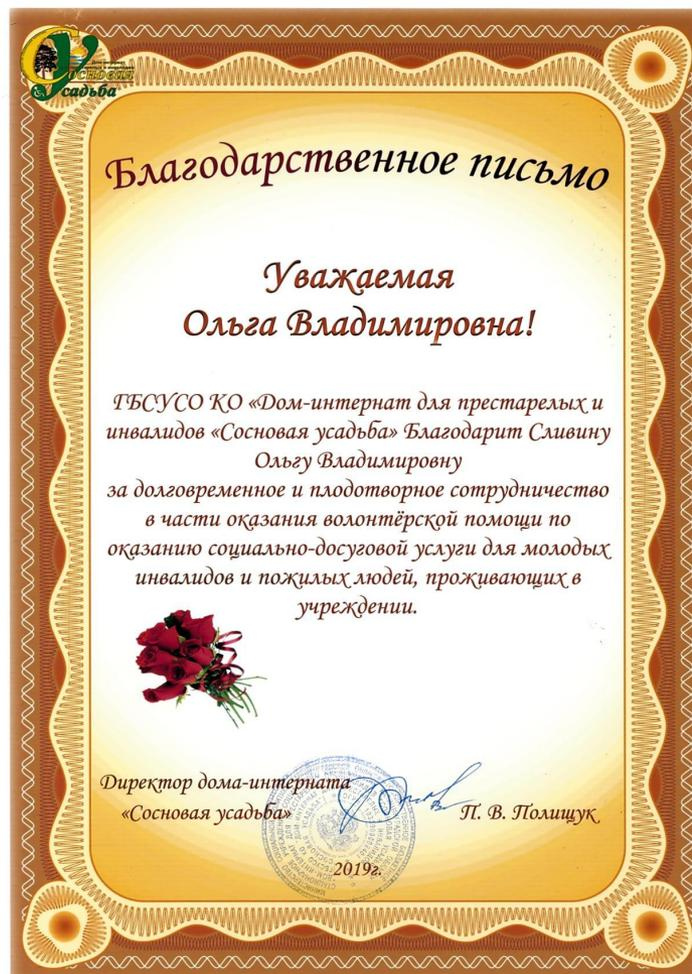 Сосновая
Усадьба
Благодарственное письмо
Уважаемая
Ольга Владимировна!
ГБСУСО КО «Дом-интернат для престарелых и
инвалидов «Сосновая усадьба» Благодарит Сливину
Ольгу Владимировну
за долговременное и плодотворное сотрудничество
в части оказания волонтёрской помощи по
оказанию социально-досуговой услуги для молодых
инвалидов и пожилых людей, проживающих в
учреждении.
Директор дома-интерната
«Сосновая усадьба»
П. В. Полищук
2019г.